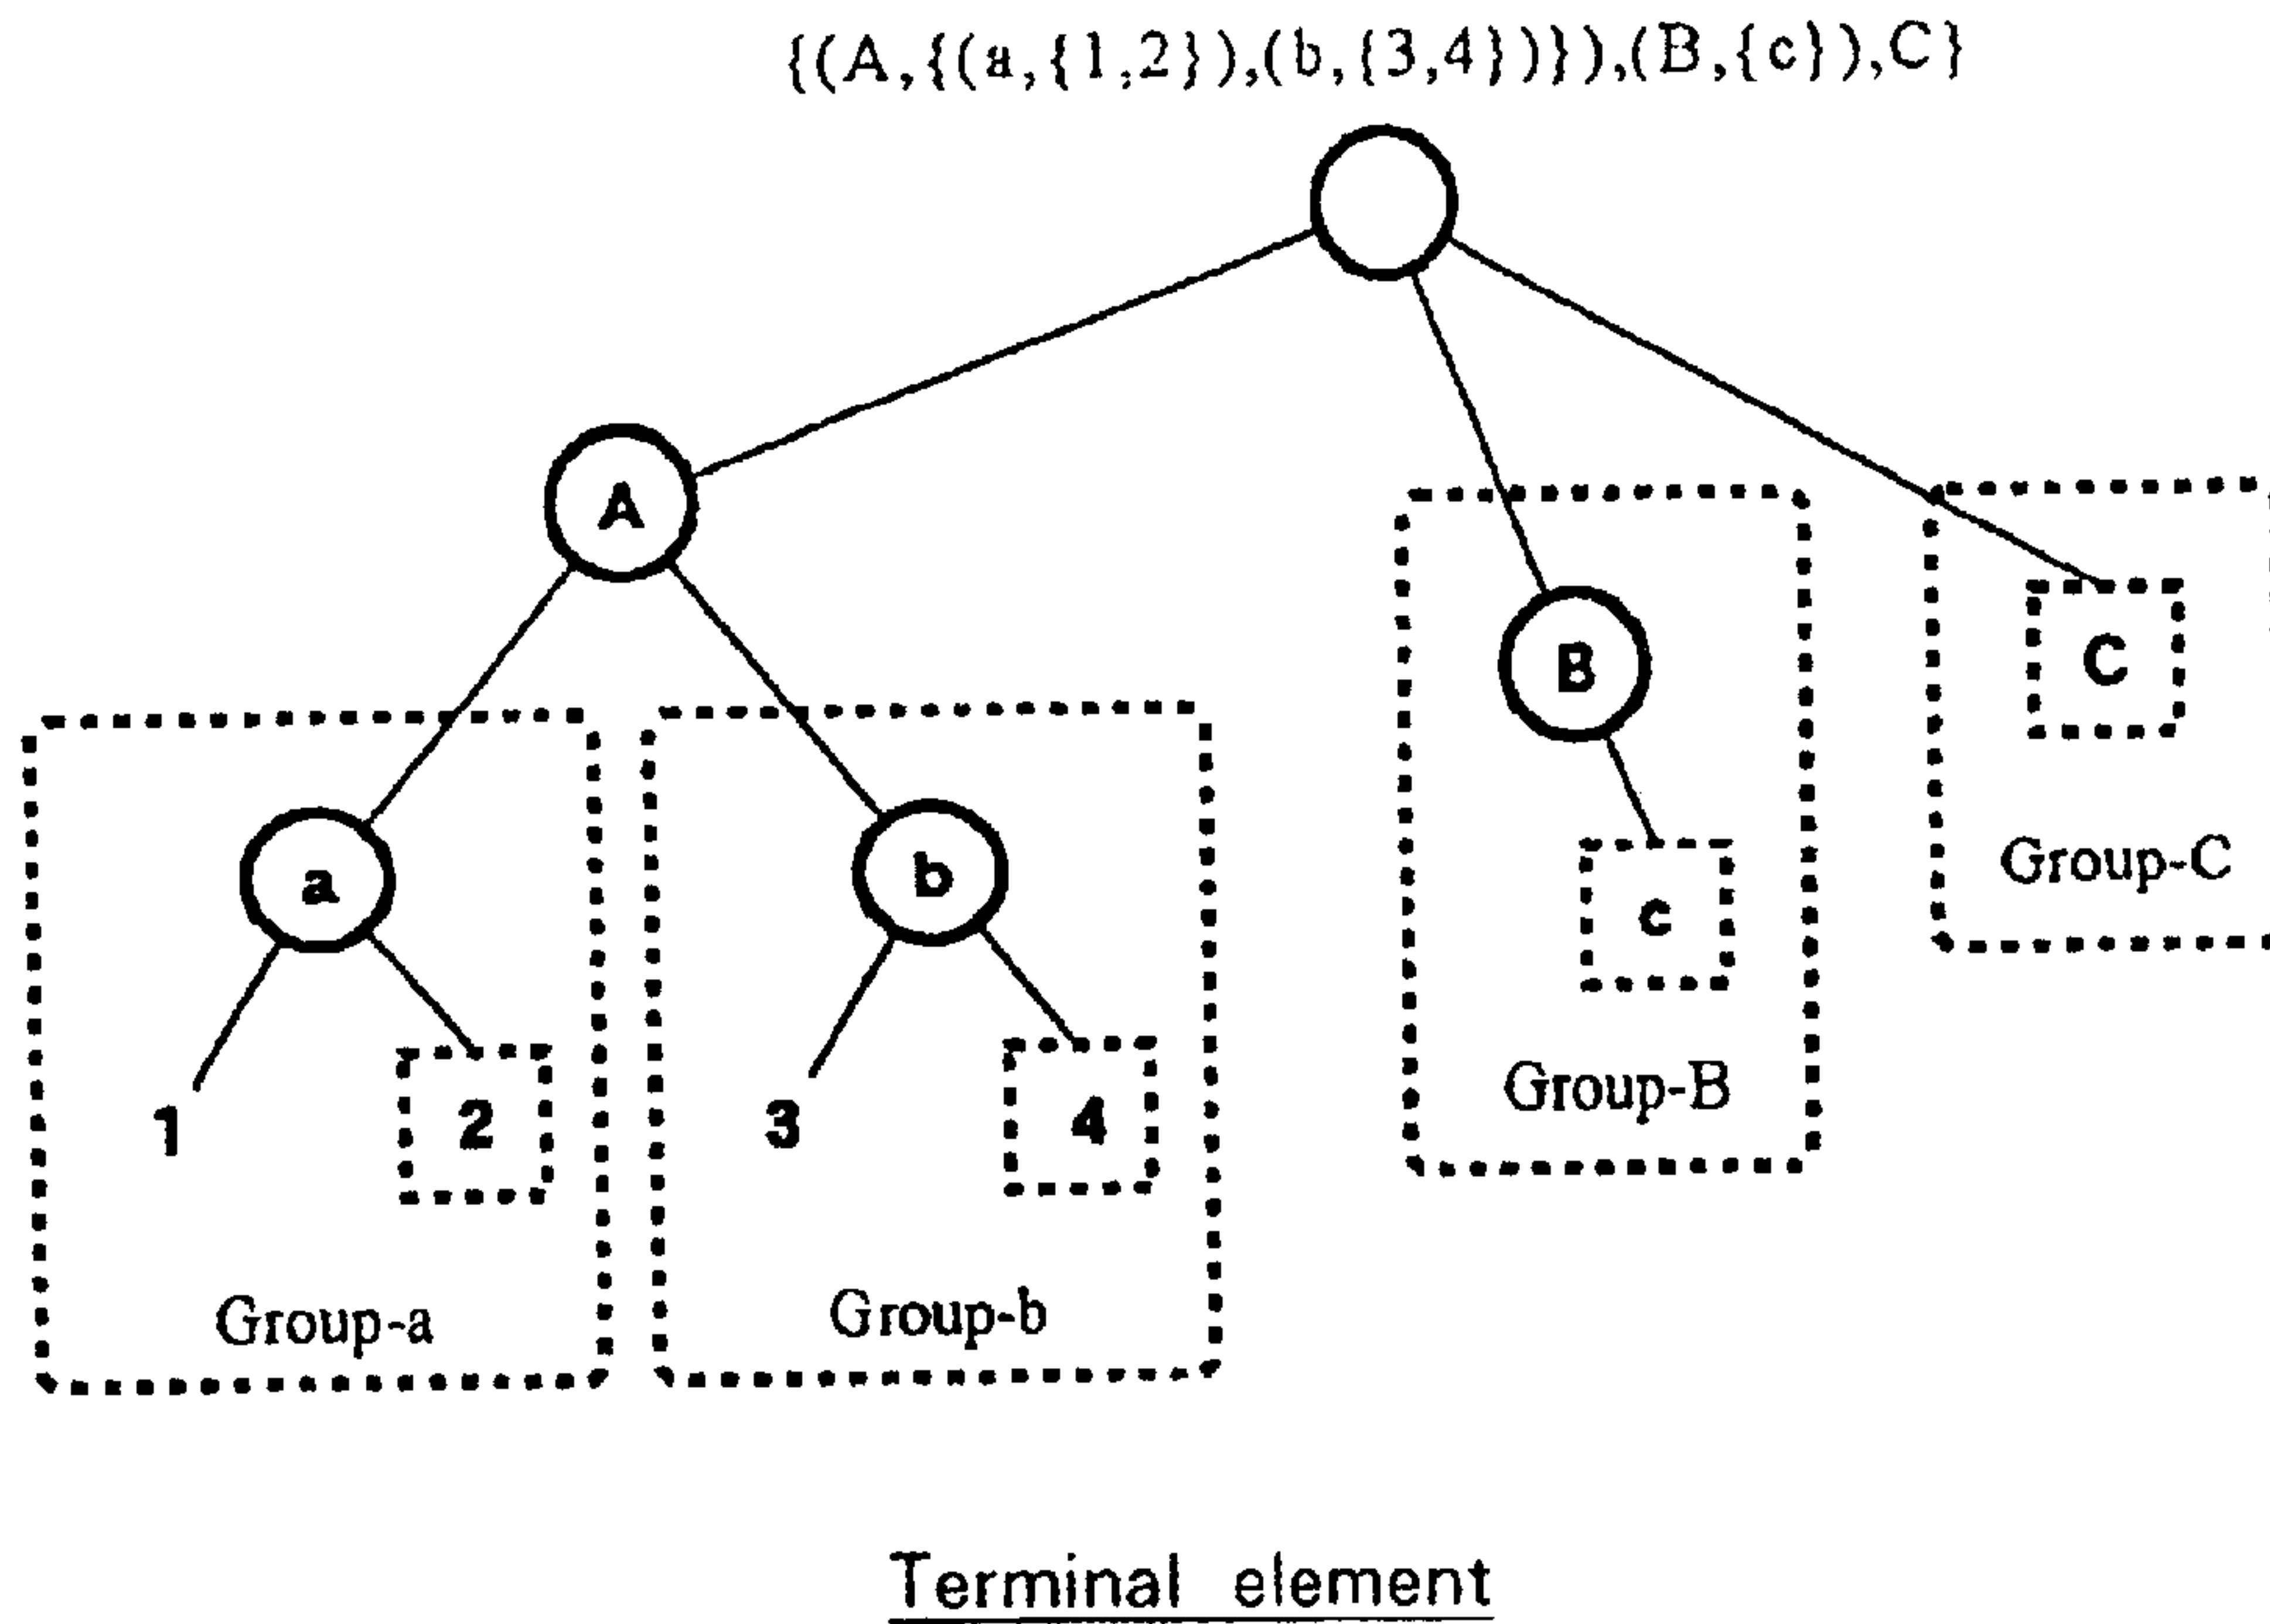 {(A,{(a,{1,2}),(b,{3,4})}),(B,{c}),C}
A
B
C
a
b
c
1
2
3
4
Group-C
Group-B
Group-a
Group-b
Terminal element